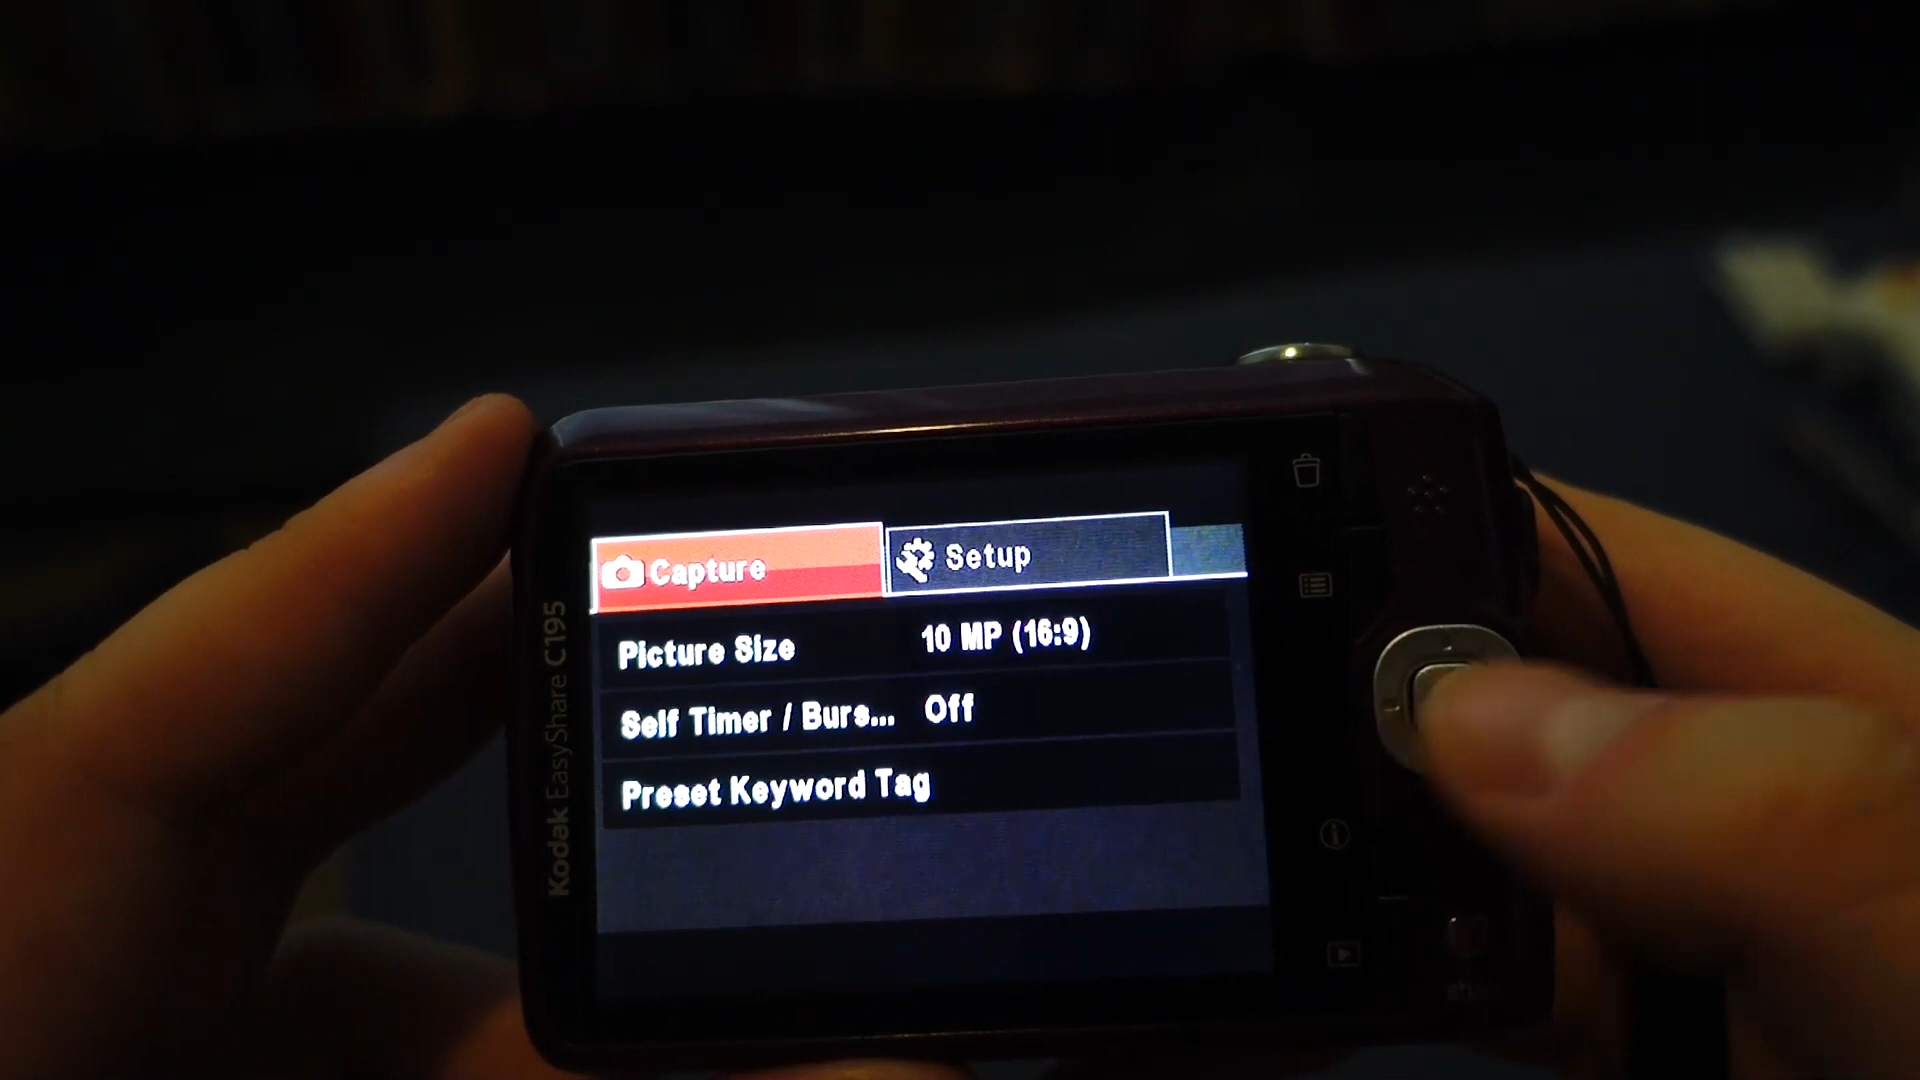 Capture
Setup
Picture Size 10 MP (16:9)
Self Timer / Burs... Off
Preset Keyword Tag
Kodak EasyShare C195